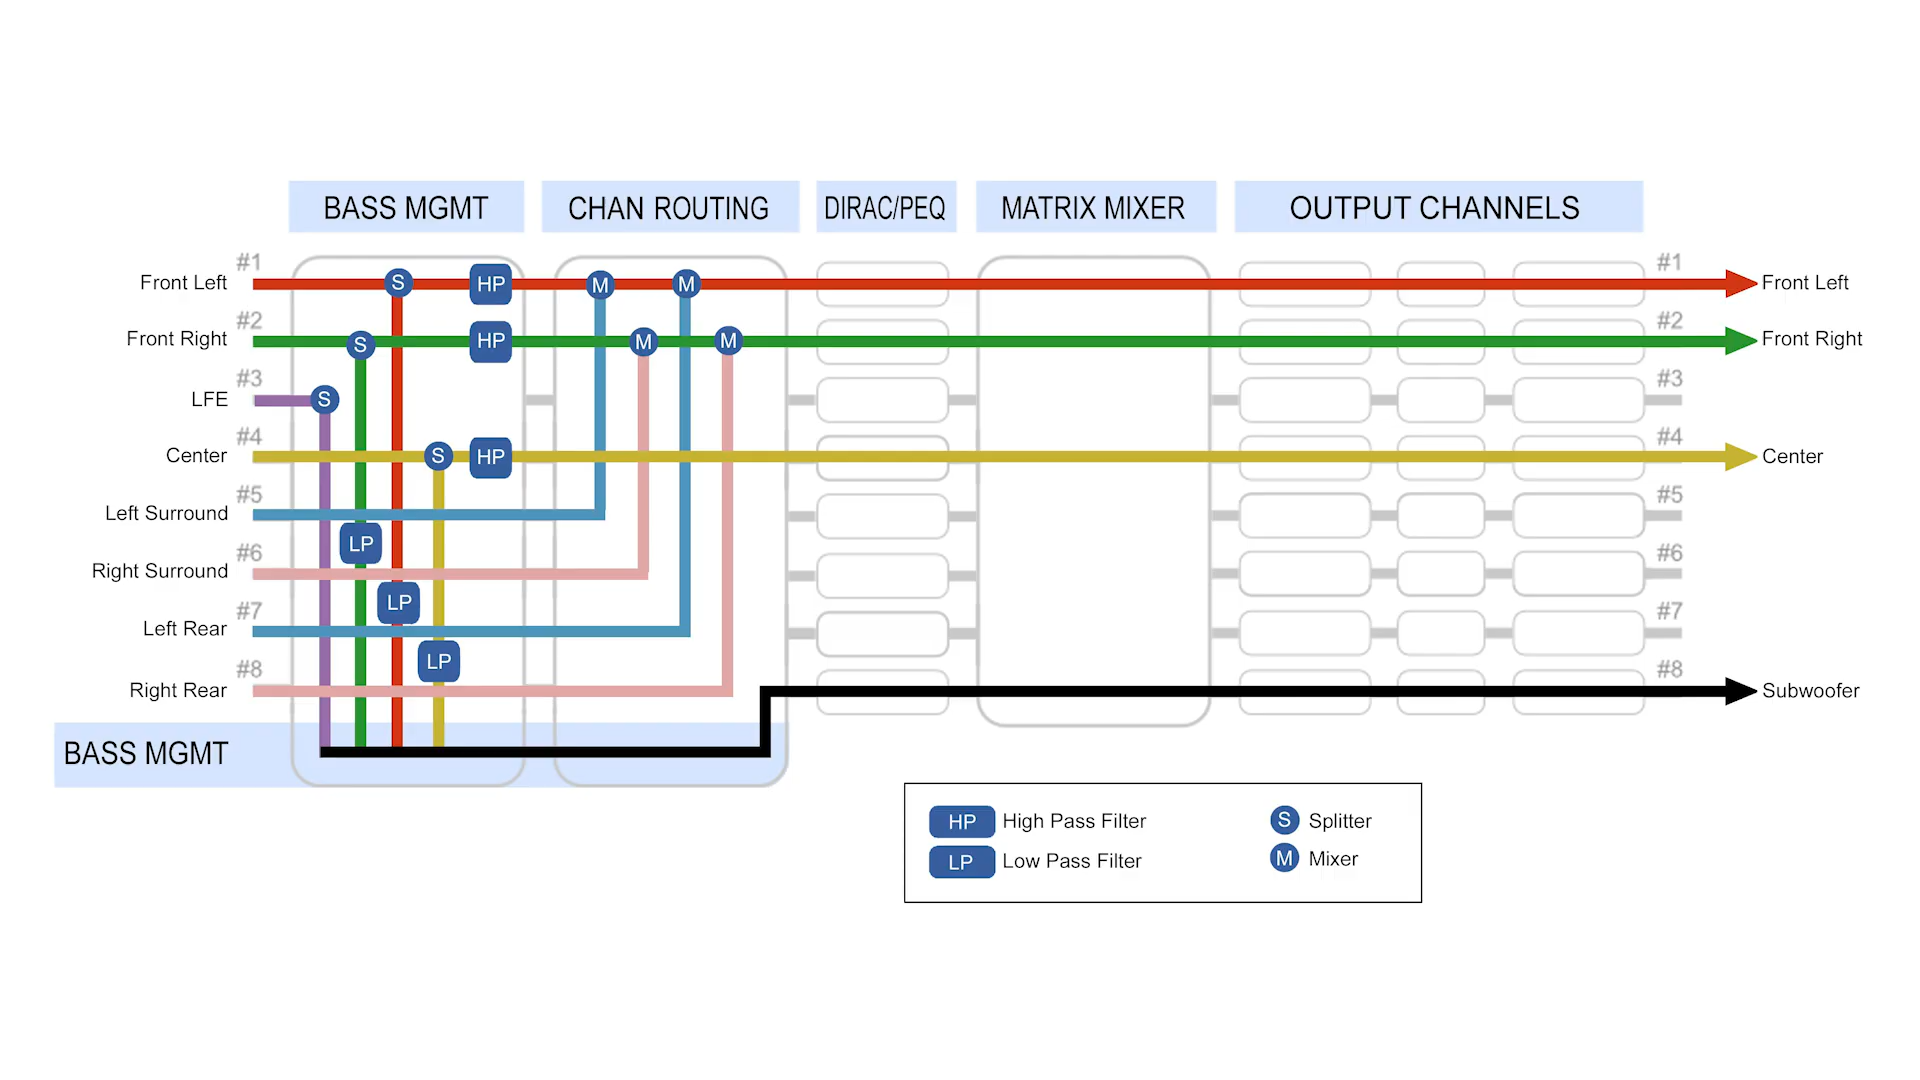 BASS MGMT
CHAN ROUTING
DIRAC/PEQ
MATRIX MIXER
OUTPUT CHANNELS
#1
Front Left
S
HP
M
M
#1
Front Left
#2
Front Right
S
HP
M
M
#2
Front Right
#3
LFE
S
#3
#4
Center
S
HP
#4
Center
#5
Left Surround
#5
LP
#6
Right Surround
#6
LP
#7
Left Rear
#7
LP
#8
Right Rear
#8
Subwoofer
BASS MGMT
HP High Pass Filter
S Splitter
LP Low Pass Filter
M Mixer